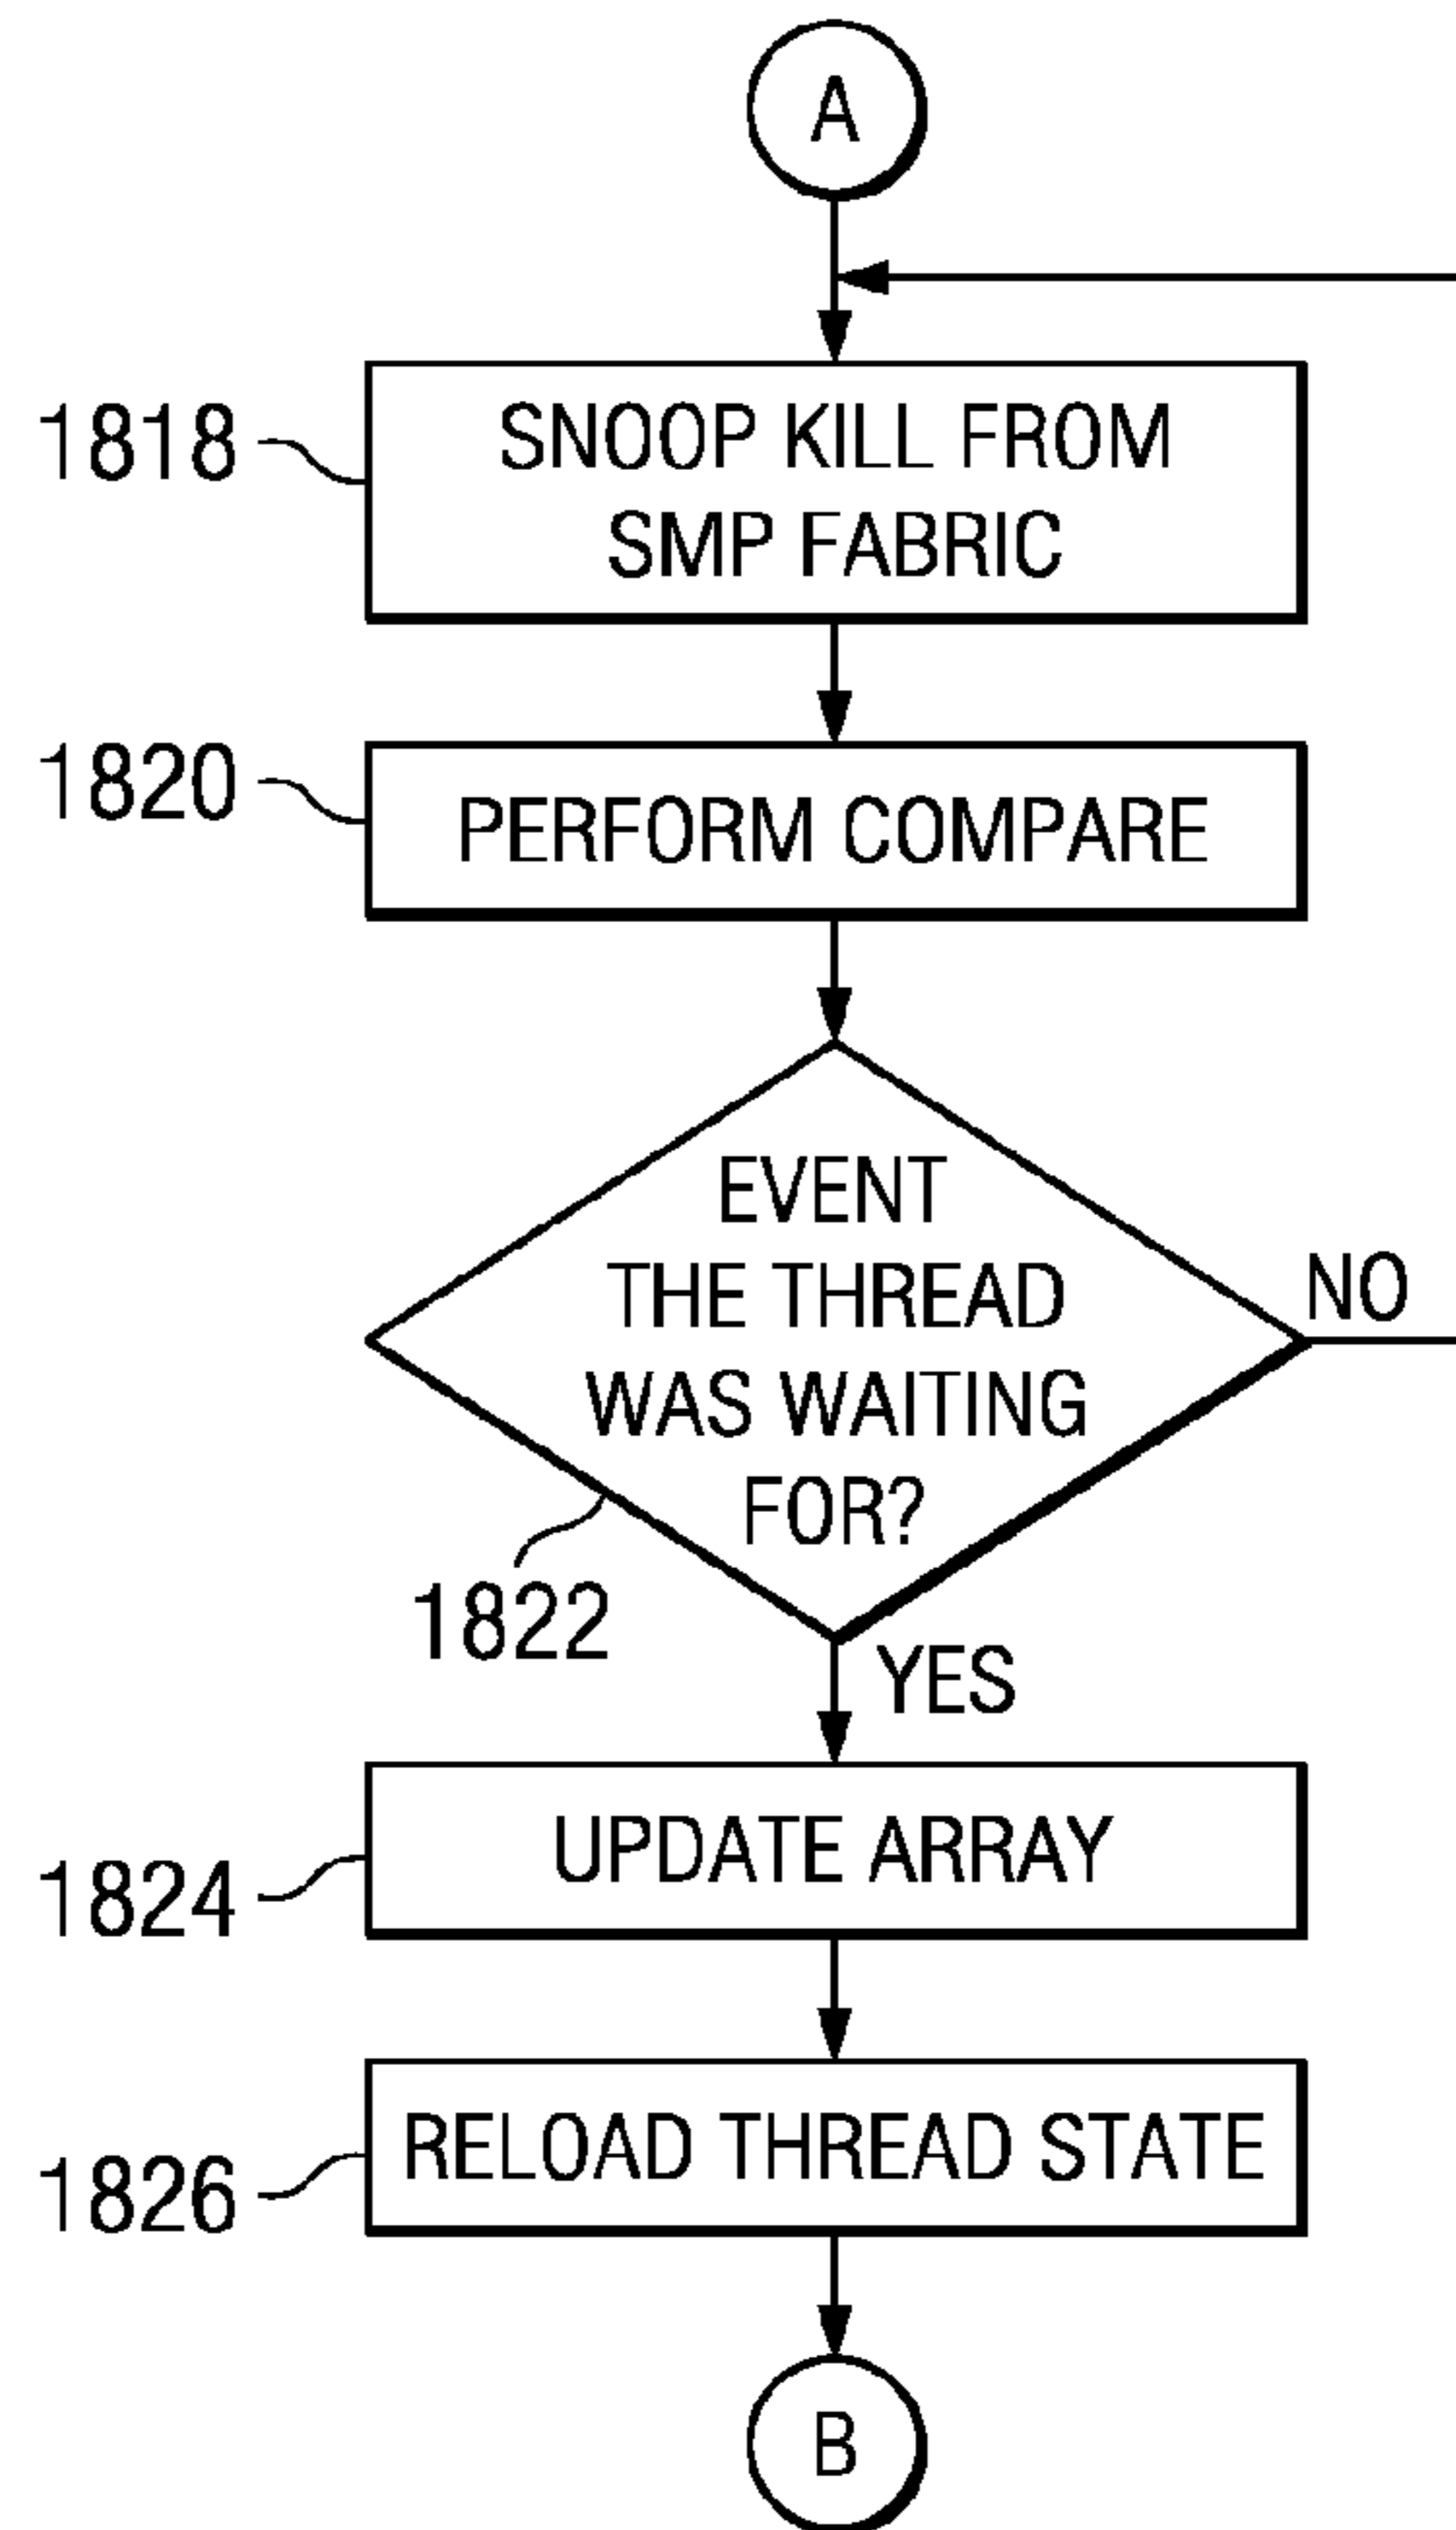 A
1818
SNOOP KILL FROM
SMP FABRIC
1820
PERFORM COMPARE
EVENT
THE THREAD
WAS WAITING
FOR?
NO
1822
YES
1824
UPDATE ARRAY
1826
RELOAD THREAD STATE
B